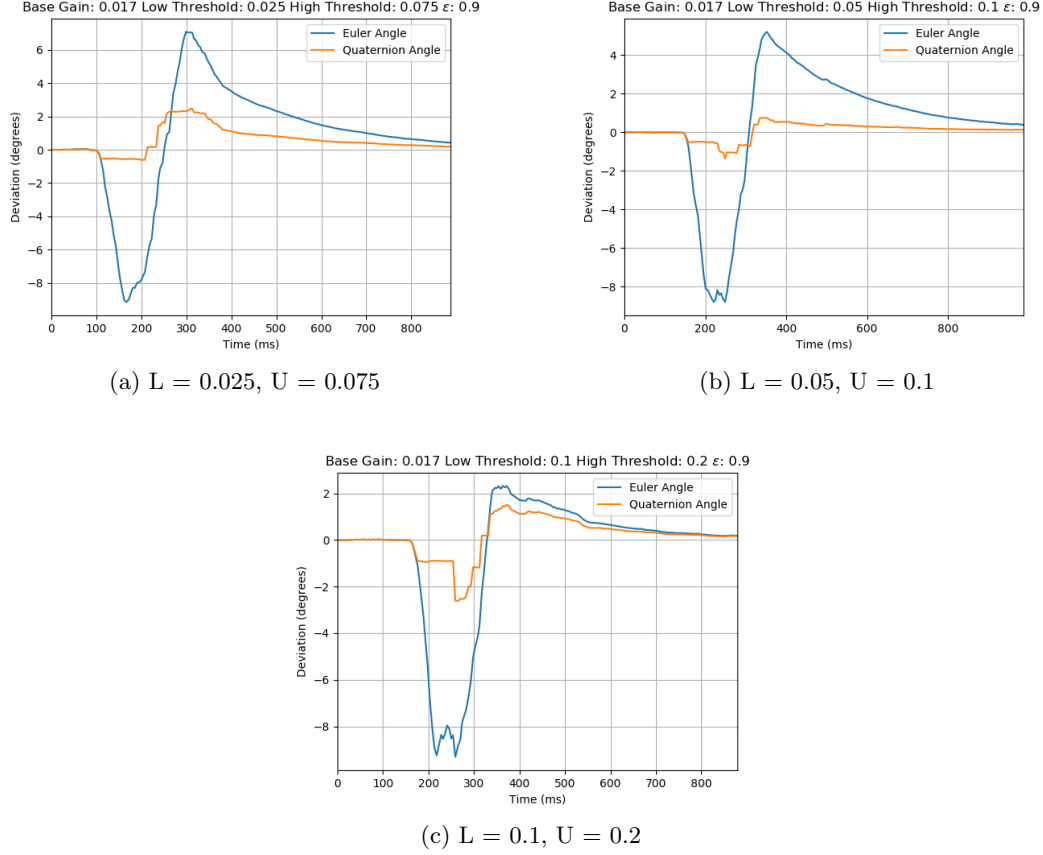 Base Gain: 0.017 Low Threshold: 0.025 High Threshold: 0.075 ε: 0.9
Euler Angle
Quaternion Angle
6
4
2
0
−2
−4
−6
−8
Deviation (degrees)
0 100 200 300 400 500 600 700 800
Time (ms)
(a) L = 0.025, U = 0.075
Base Gain: 0.017 Low Threshold: 0.05 High Threshold: 0.1 ε: 0.9
Euler Angle
Quaternion Angle
4
2
0
−2
−4
−6
−8
Deviation (degrees)
0 200 400 600 800
Time (ms)
(b) L = 0.05, U = 0.1
Base Gain: 0.017 Low Threshold: 0.1 High Threshold: 0.2 ε: 0.9
Euler Angle
Quaternion Angle
2
0
−2
−4
−6
−8
Deviation (degrees)
0 100 200 300 400 500 600 700 800
Time (ms)
(c) L = 0.1, U = 0.2